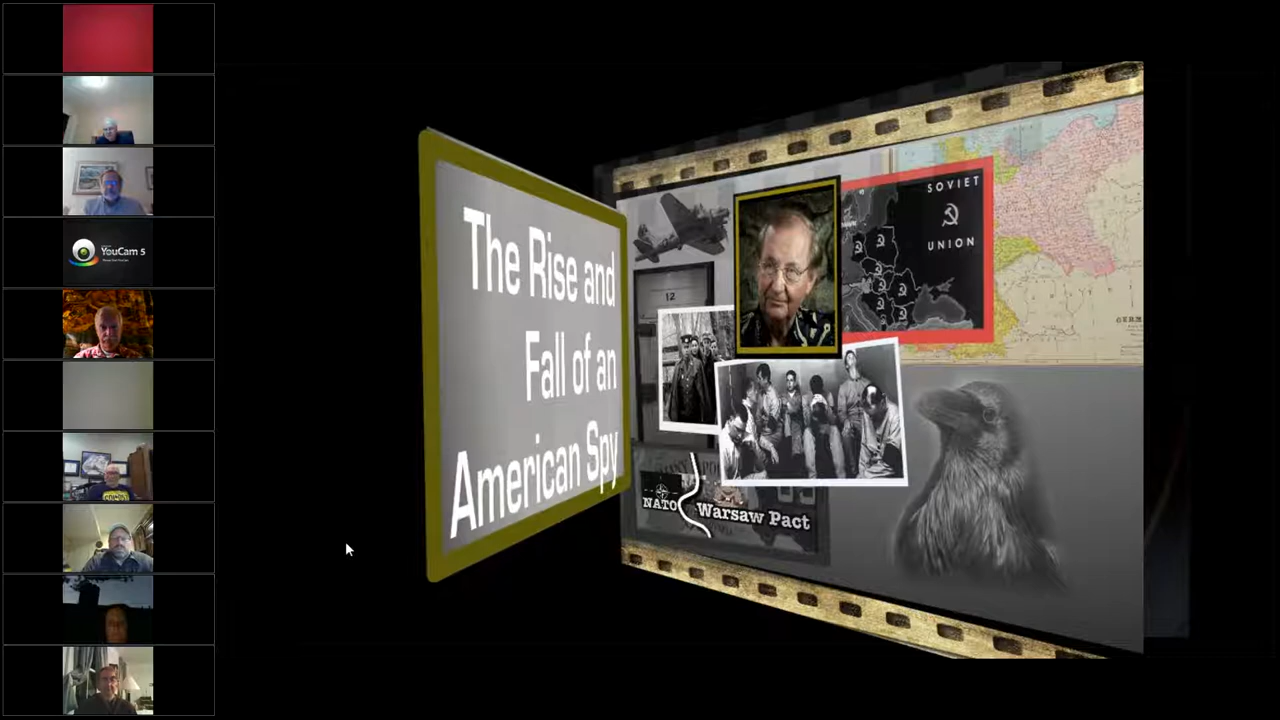 YouCam 5
The Rise and
Fall of an
American Spy
12
SOVIET
UNION
NATO
Warsaw Pact